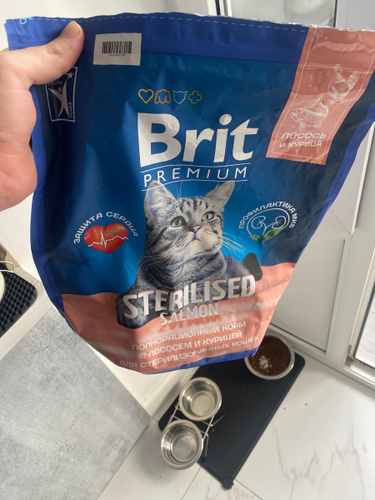 Brit
PREMIUM
ЛОСОСЬ
И КУРИЦА
ЗАЩИТА СЕРДЦА
ПРОФИЛАКТИКА МКБ
STERILISED
SALMON
ПОЛНОРАЦИОННЫЙ КОРМ
С ЛОСОСЕМ И КУРИЦЕЙ
ДЛЯ СТЕРИЛИЗОВАННЫХ КОШЕК